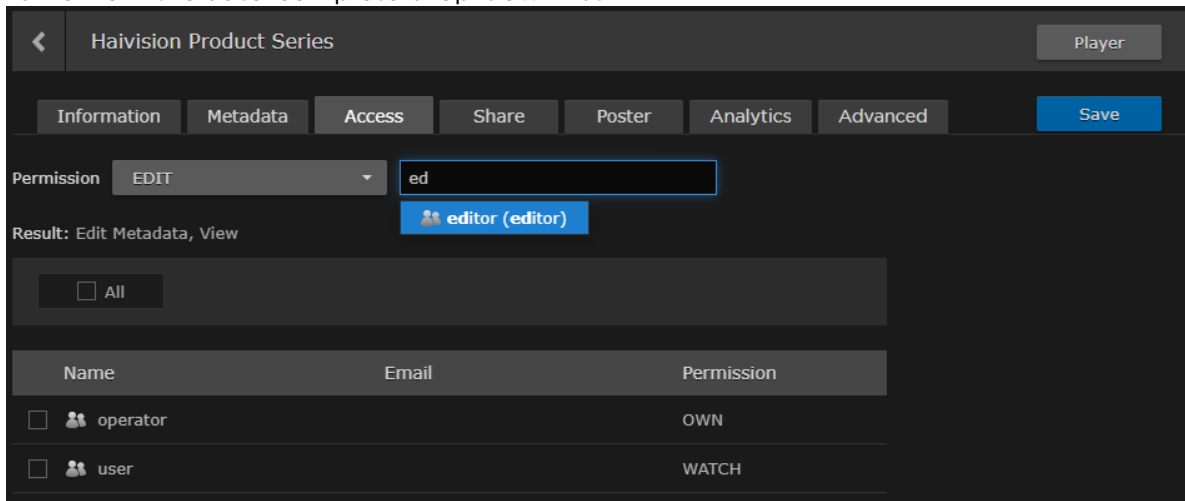 Haivision Product Series Player
Information Metadata Access Share Poster Analytics Advanced Save
Permission EDIT ed
editor (editor)
Result: Edit Metadata, View
All
Name Email Permission
operator OWN
user WATCH